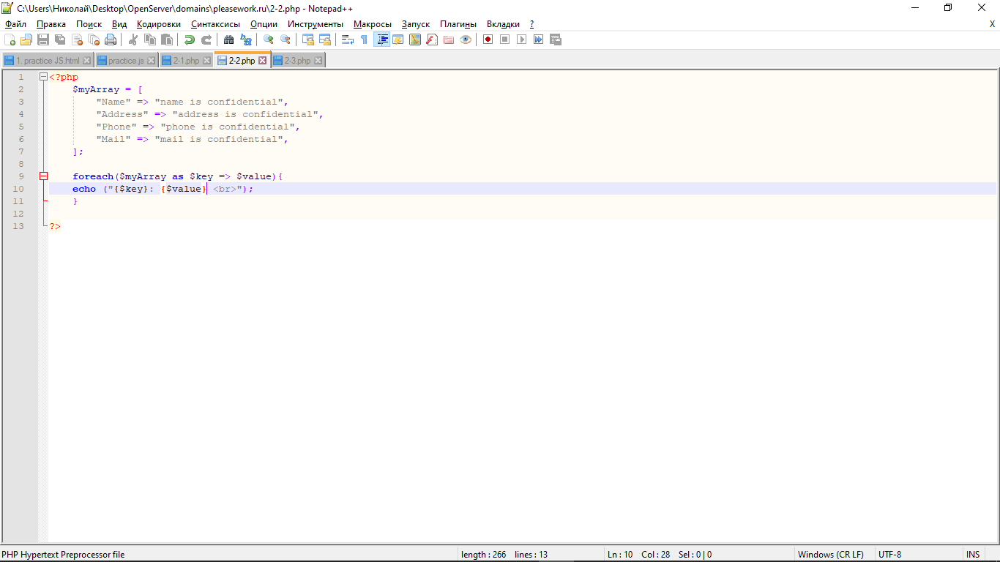 C:\Users\Николай\Desktop\OpenServer\domains\pleasework.ru\2-2.php - Notepad++
Файл Правка Поиск Вид Кодировки Синтаксисы Опции Инструменты Макросы Запуск Плагины Вкладки ? X
1. practice JS.html practice.js 2-1.php 2-2.php 2-3.php
1 <?php
2 $myArray = [
3 "Name" => "name is confidential",
4 "Address" => "address is confidential",
5 "Phone" => "phone is confidential",
6 "Mail" => "mail is confidential",
7 ];
8
9 foreach($myArray as $key => $value){
10 echo ("{$key}: {$value} <br>");
11 }
12
13 ?>
PHP Hypertext Preprocessor file length : 266 lines : 13 Ln : 10 Col : 28 Sel : 0 | 0 Windows (CR LF) UTF-8 INS